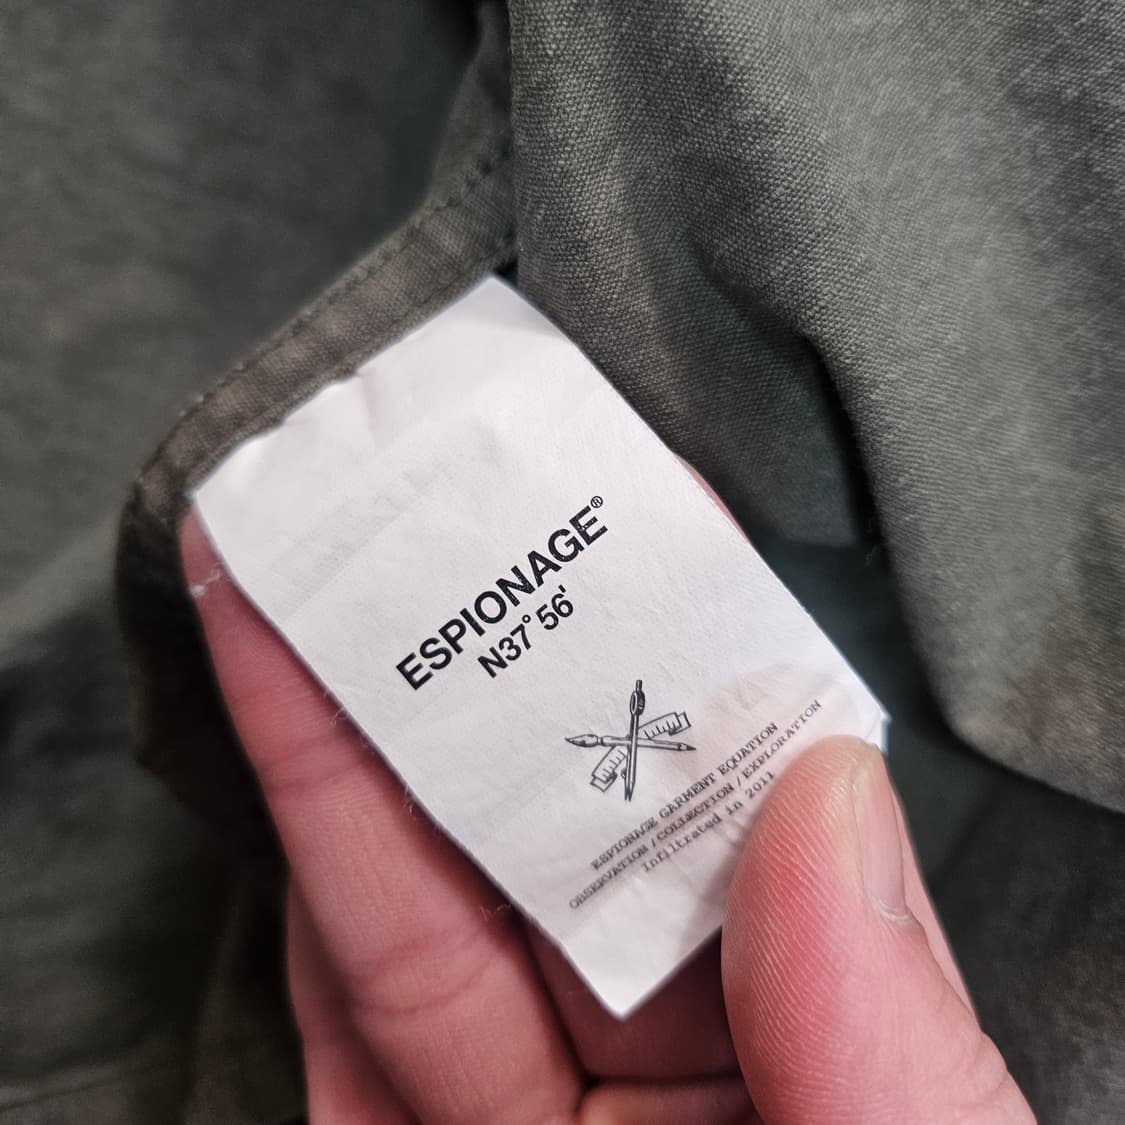 ESPIONAGE®
N37° 56'
ESPIONAGE GARMENT EQUATION
OBSERVATION / COLLECTION / EXPLORATION
Infiltrated in 2011